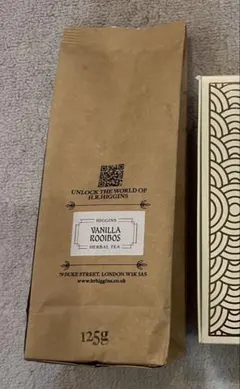 UNLOCK THE WORLD OF
H.R.HIGGINS
HIGGINS
VANILLA
ROOIBOS
HERBAL TEA
79 DUKE STREET, LONDON W1K 5AS
www.hrhiggins.co.uk
125g